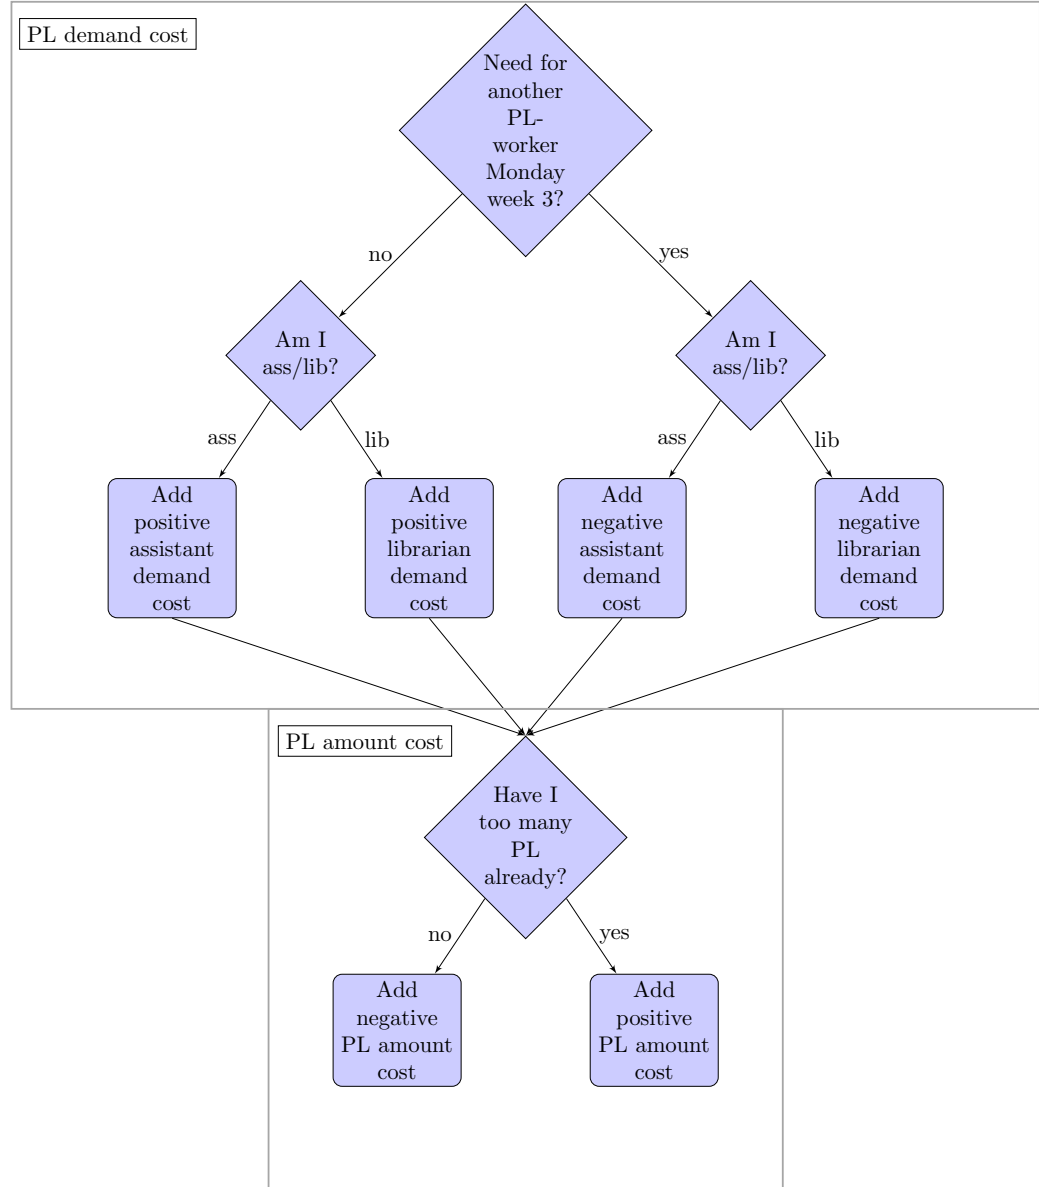 PL demand cost
Need for
another
PL-
worker
Monday
week 3?
no
yes
Am I
ass/lib?
Am I
ass/lib?
ass
lib
ass
lib
Add
positive
assistant
demand
cost
Add
positive
librarian
demand
cost
Add
negative
assistant
demand
cost
Add
negative
librarian
demand
cost
PL amount cost
Have I
too many
PL
already?
no
yes
Add
negative
PL amount
cost
Add
positive
PL amount
cost